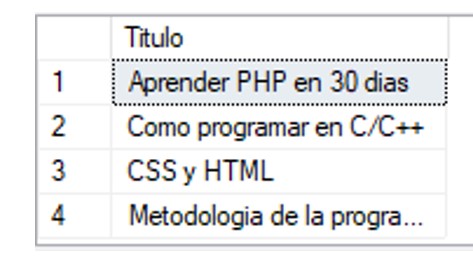 Titulo
1 Aprender PHP en 30 dias
2 Como programar en C/C++
3 CSS y HTML
4 Metodologia de la progra...